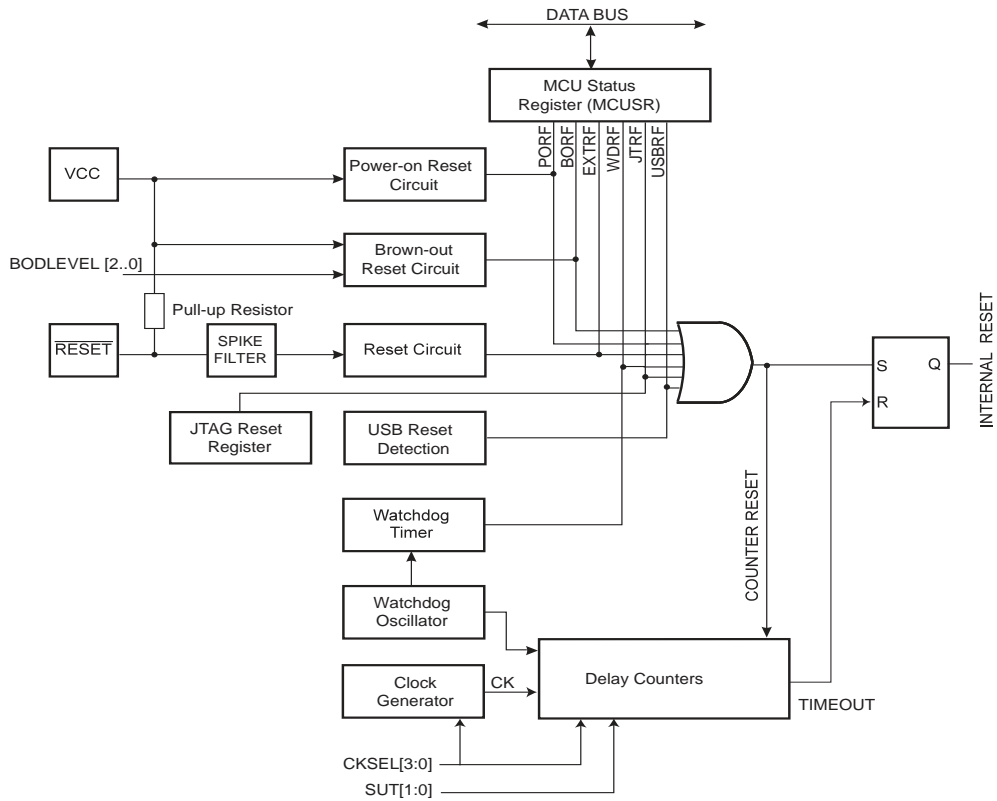 DATA BUS
MCU Status
Register (MCUSR)
PORF
BORF
EXTRF
WDRF
JTRF
USBRF
VCC
Power-on Reset
Circuit
BODLEVEL [2..0]
Brown-out
Reset Circuit
Pull-up Resistor
RESET
SPIKE
FILTER
Reset Circuit
S
Q
R
INTERNAL RESET
JTAG Reset
Register
USB Reset
Detection
COUNTER RESET
Watchdog
Timer
Watchdog
Oscillator
Clock
Generator
CK
Delay Counters
TIMEOUT
CKSEL[3:0]
SUT[1:0]